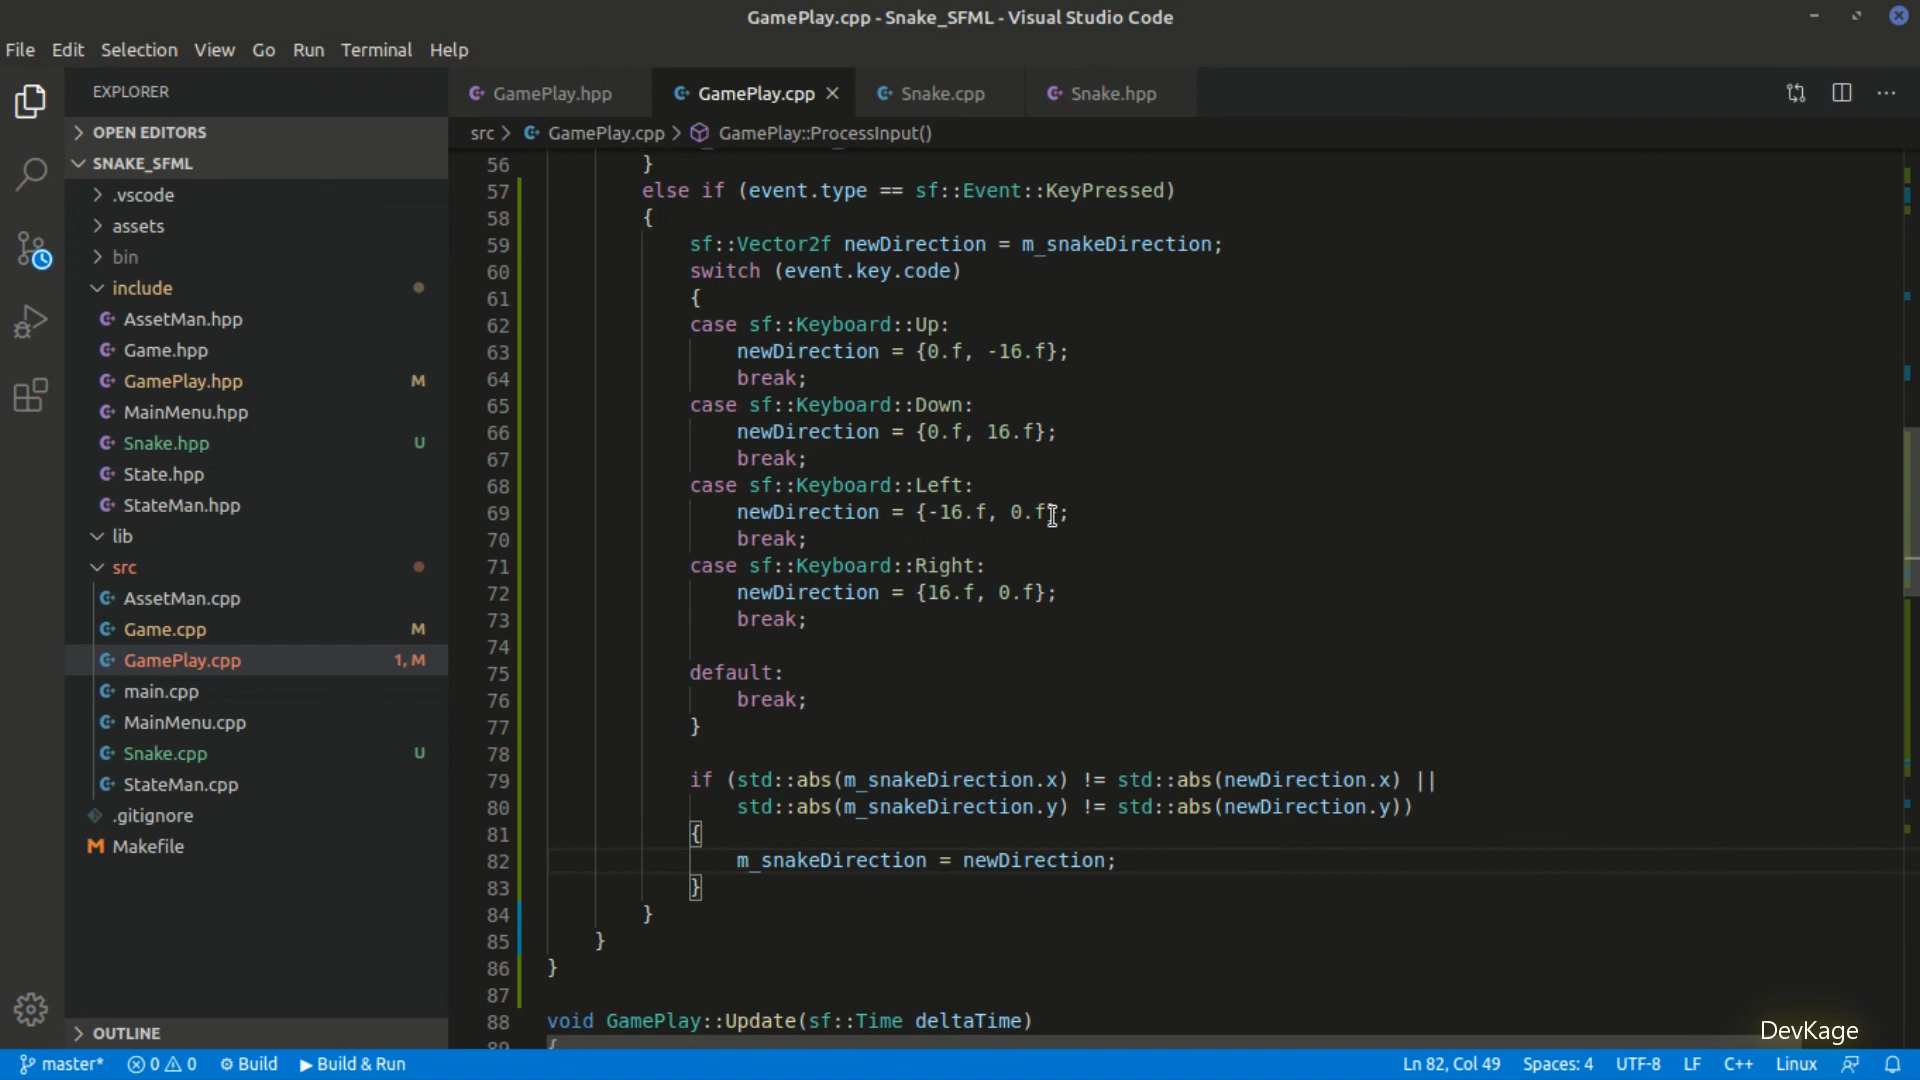 GamePlay.cpp - Snake_SFML - Visual Studio Code
File Edit Selection View Go Run Terminal Help
EXPLORER
OPEN EDITORS
SNAKE_SFML
.vscode
assets
bin
include
AssetMan.hpp
Game.hpp
GamePlay.hpp M
MainMenu.hpp
Snake.hpp U
State.hpp
StateMan.hpp
lib
src
AssetMan.cpp
Game.cpp M
GamePlay.cpp 1, M
main.cpp
MainMenu.cpp
Snake.cpp U
StateMan.cpp
.gitignore
Makefile
OUTLINE
GamePlay.hpp GamePlay.cpp Snake.cpp Snake.hpp
src > GamePlay.cpp > GamePlay::ProcessInput()
56 }
57 else if (event.type == sf::Event::KeyPressed)
58 {
59 sf::Vector2f newDirection = m_snakeDirection;
60 switch (event.key.code)
61 {
62 case sf::Keyboard::Up:
63 newDirection = {0.f, -16.f};
64 break;
65 case sf::Keyboard::Down:
66 newDirection = {0.f, 16.f};
67 break;
68 case sf::Keyboard::Left:
69 newDirection = {-16.f, 0.f};
70 break;
71 case sf::Keyboard::Right:
72 newDirection = {16.f, 0.f};
73 break;
74
75 default:
76 break;
77 }
78
79 if (std::abs(m_snakeDirection.x) != std::abs(newDirection.x) ||
80 std::abs(m_snakeDirection.y) != std::abs(newDirection.y))
81 {
82 m_snakeDirection = newDirection;
83 }
84 }
85 }
86 }
87
88 void GamePlay::Update(sf::Time deltaTime)
89 {
DevKage
master* 0 0 Build Build & Run Ln 82, Col 49 Spaces: 4 UTF-8 LF C++ Linux